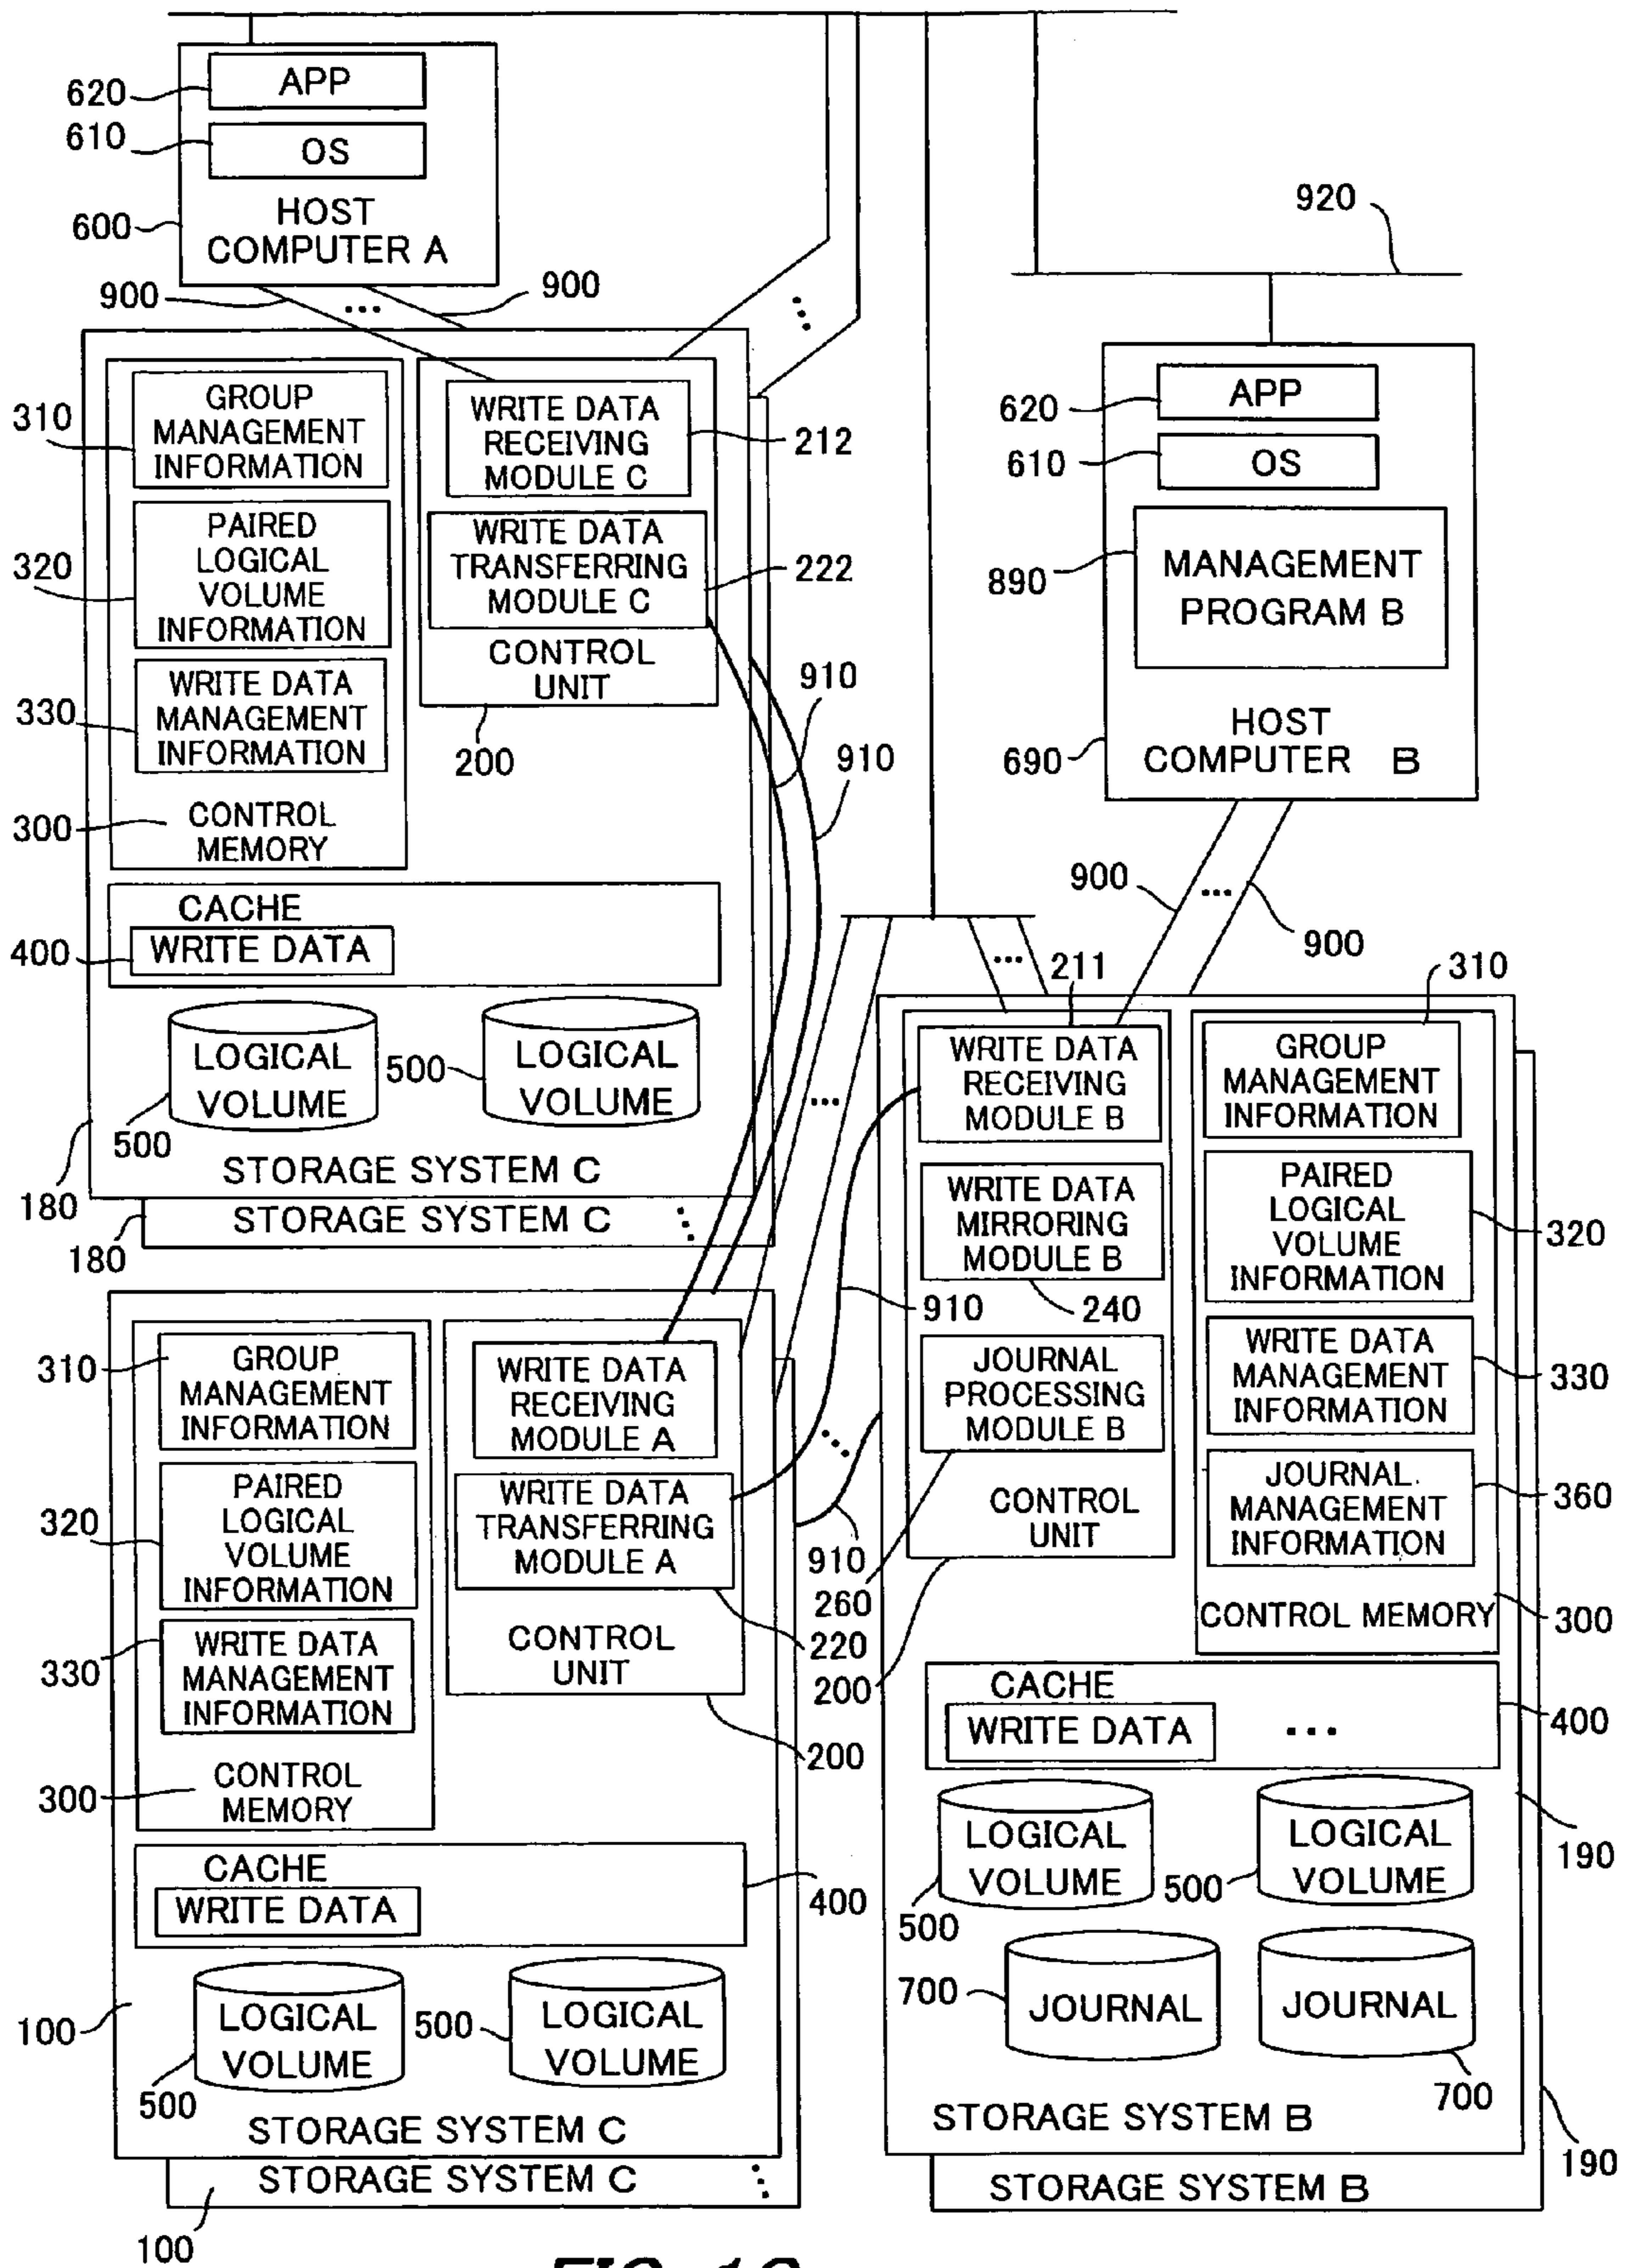 620
APP
610
OS
600
HOST
COMPUTER A
900
...
900
920
310
GROUP
MANAGEMENT
INFORMATION
WRITE DATA
RECEIVING
MODULE C
212
320
PAIRED
LOGICAL
VOLUME
INFORMATION
WRITE DATA
TRANSFERRING
MODULE C
222
CONTROL
UNIT
200
330
WRITE DATA
MANAGEMENT
INFORMATION
300
CONTROL
MEMORY
910
910
CACHE
400
WRITE DATA
LOGICAL
VOLUME
500
500
LOGICAL
VOLUME
180
STORAGE SYSTEM C
180
STORAGE SYSTEM C
620
APP
610
OS
890
MANAGEMENT
PROGRAM B
690
HOST
COMPUTER B
900
...
900
...
...
211
WRITE DATA
RECEIVING
MODULE B
WRITE DATA
MIRRORING
MODULE B
240
910
JOURNAL
PROCESSING
MODULE B
CONTROL
UNIT
910
260
200
310
GROUP
MANAGEMENT
INFORMATION
PAIRED
LOGICAL
VOLUME
INFORMATION
320
WRITE DATA
MANAGEMENT
INFORMATION
330
JOURNAL
MANAGEMENT
INFORMATION
360
CONTROL MEMORY
300
CACHE
WRITE DATA
...
400
LOGICAL
VOLUME
500
LOGICAL
VOLUME
500
190
700
JOURNAL
JOURNAL
700
STORAGE SYSTEM B
190
STORAGE SYSTEM B
310
GROUP
MANAGEMENT
INFORMATION
WRITE DATA
RECEIVING
MODULE A
320
PAIRED
LOGICAL
VOLUME
INFORMATION
WRITE DATA
TRANSFERRING
MODULE A
220
330
WRITE DATA
MANAGEMENT
INFORMATION
CONTROL
UNIT
200
300
CONTROL
MEMORY
CACHE
WRITE DATA
400
100
LOGICAL
VOLUME
500
500
LOGICAL
VOLUME
STORAGE SYSTEM C
STORAGE SYSTEM C
100